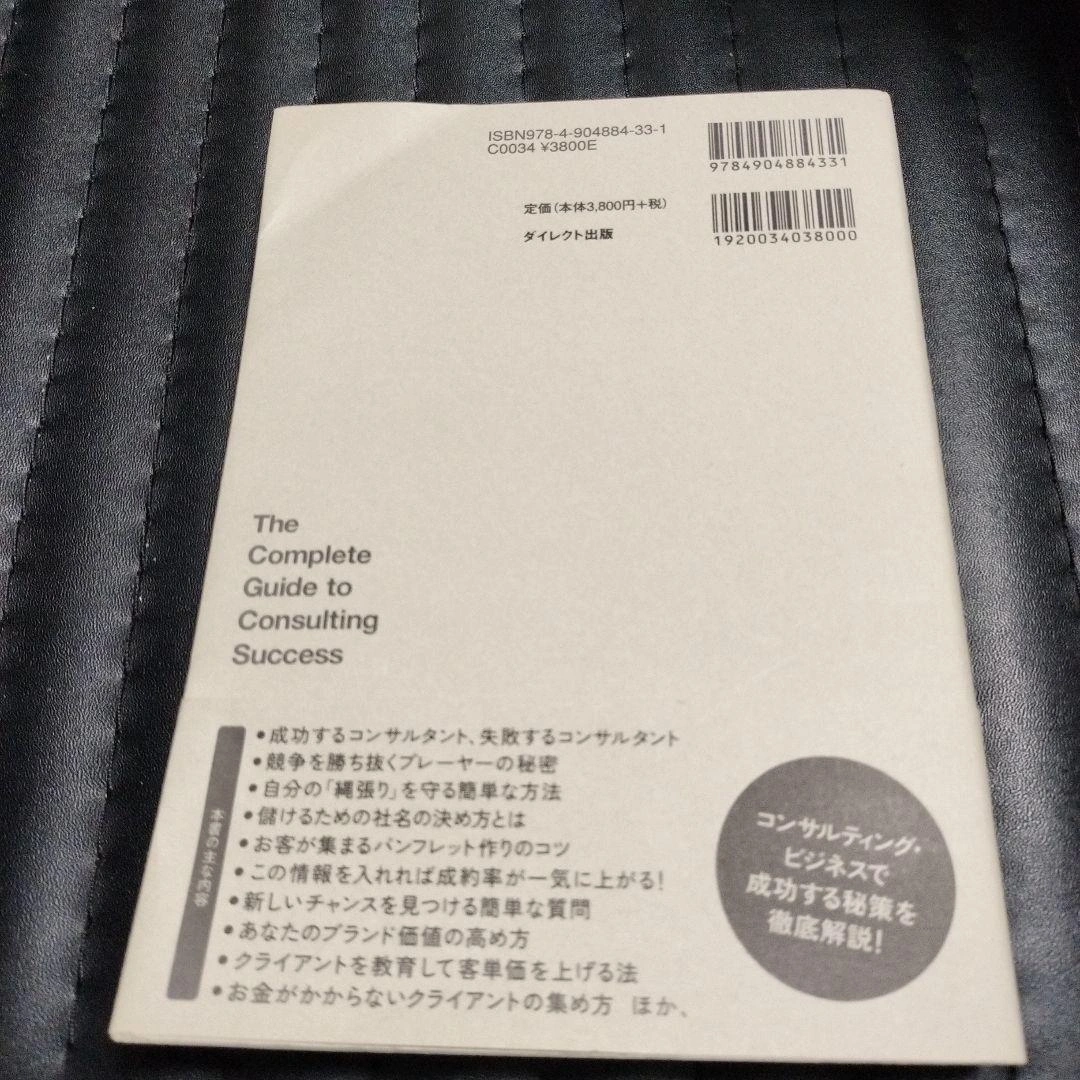 ISBN978-4-904884-33-1
C0034 ¥3800E
9784904884331
定価（本体3,800円＋税）
ダイレクト出版
1920034038000
The
Complete
Guide to
Consulting
Success
本書の主な内容
●成功するコンサルタント、失敗するコンサルタント
●競争を勝ち抜くプレーヤーの秘密
●自分の「縄張り」を守る簡単な方法
●儲けるための社名の決め方とは
●お客が集まるパンフレット作りのコツ
●この情報を入れれば成約率が一気に上がる！
●新しいチャンスを見つける簡単な質問
●あなたのブランド価値の高め方
●クライアントを教育して客単価を上げる法
●お金がかからないクライアントの集め方　ほか、
コンサルティング・
ビジネスで
成功する秘策を
徹底解説！